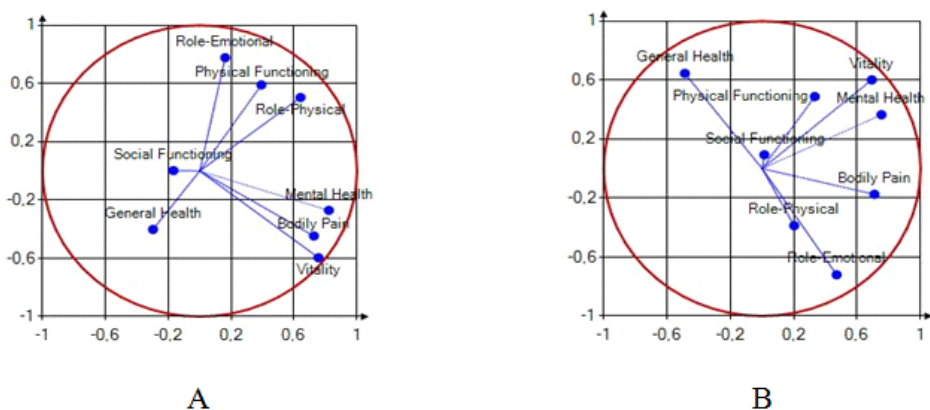 1
Role-Emotional
Physical Functioning
0,6
Role-Physical
0,2
Social Functioning
-0,2
Mental Health
General Health
Bodily Pain
-0,6
Vitality
-1
-1 -0,6 -0,2 0,2 0,6 1
A
1
General Health
Vitality
0,6
Physical Functioning
Mental Health
0,2
Social Functioning
Bodily Pain
-0,2
Role-Physical
-0,6
Role-Emotional
-1
-1 -0,6 -0,2 0,2 0,6 1
B